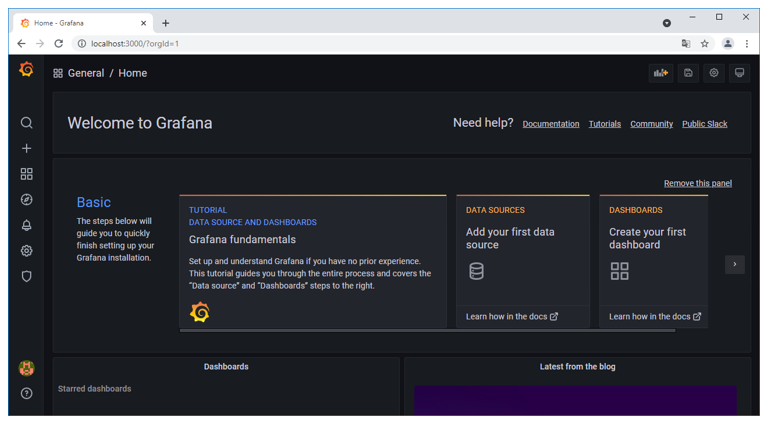 Home - Grafana
localhost:3000/?orgId=1
General / Home
Welcome to Grafana
Need help? Documentation Tutorials Community Public Slack
Remove this panel
Basic
The steps below will
guide you to quickly
finish setting up your
Grafana installation.
TUTORIAL
DATA SOURCE AND DASHBOARDS
Grafana fundamentals
Set up and understand Grafana if you have no prior experience.
This tutorial guides you through the entire process and covers the
"Data source" and "Dashboards" steps to the right.
DATA SOURCES
Add your first data
source
Learn how in the docs
DASHBOARDS
Create your first
dashboard
Learn how in the docs
Dashboards
Starred dashboards
Latest from the blog